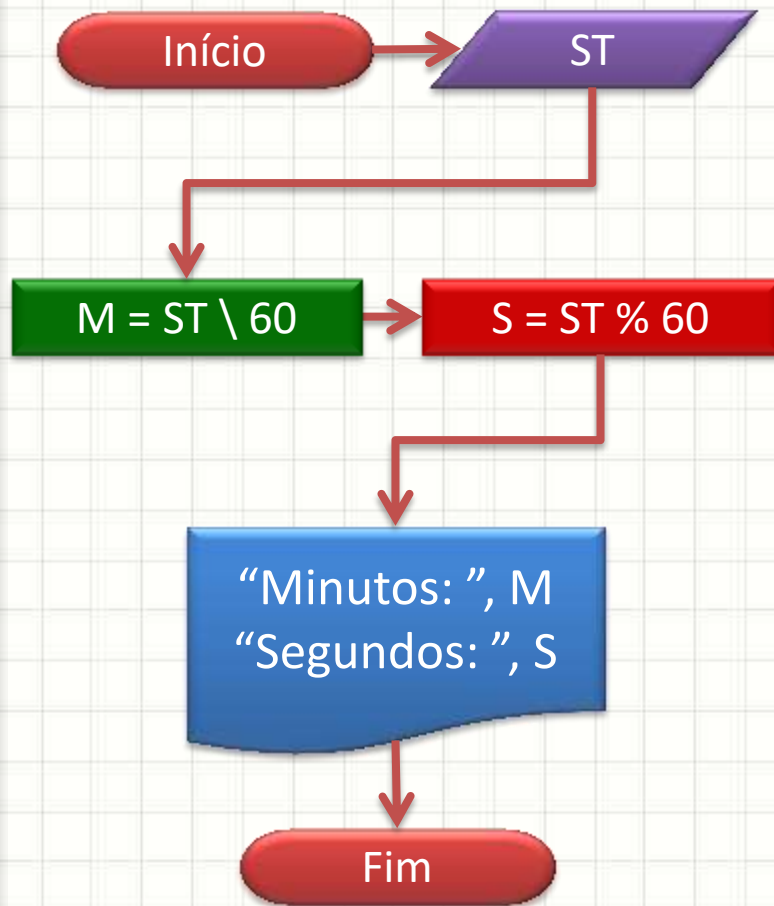 Início
ST
M = ST \ 60
S = ST % 60
“Minutos: ”, M
“Segundos: ”, S
Fim